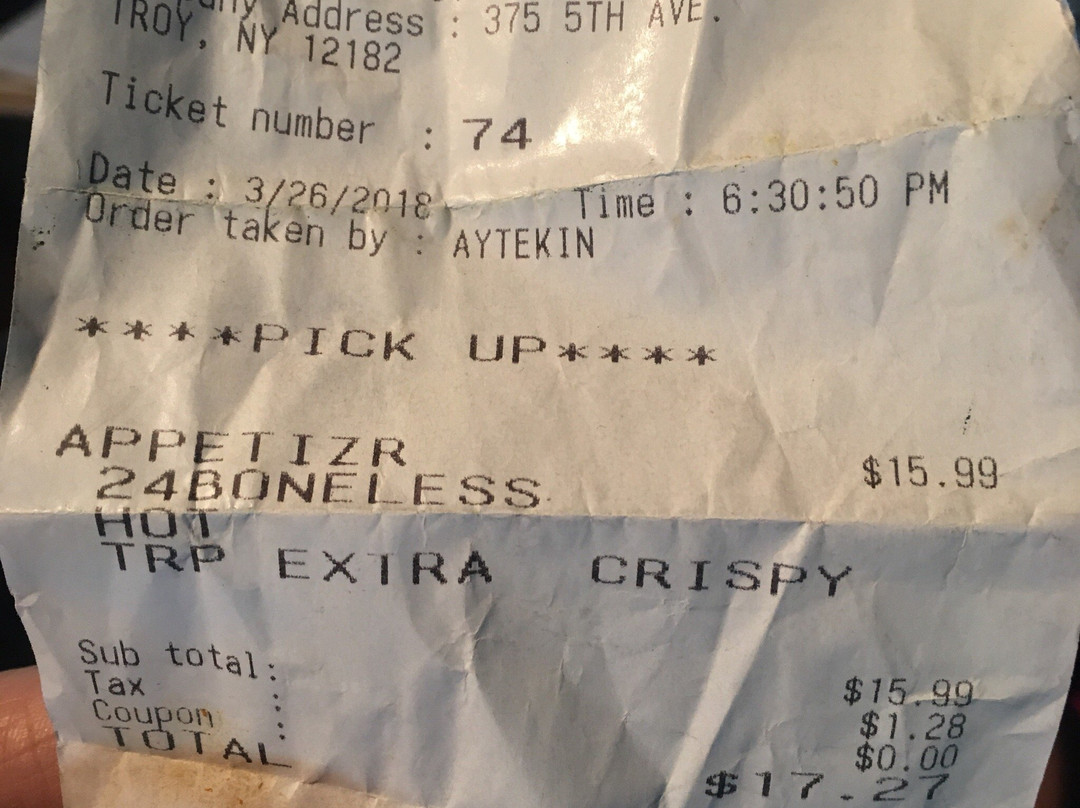 any Address : 375 5TH AVE.
TROY, NY 12182
Ticket number : 74
Date : 3/26/2018 Time : 6:30:50 PM
Order taken by : AYTEKIN
****PICK UP****
APPETIZR
24BONELESS $15.99
HOT
TRP EXTRA CRISPY
Sub total: $15.99
Tax : $1.28
Coupon : $0.00
TOTAL $17.27